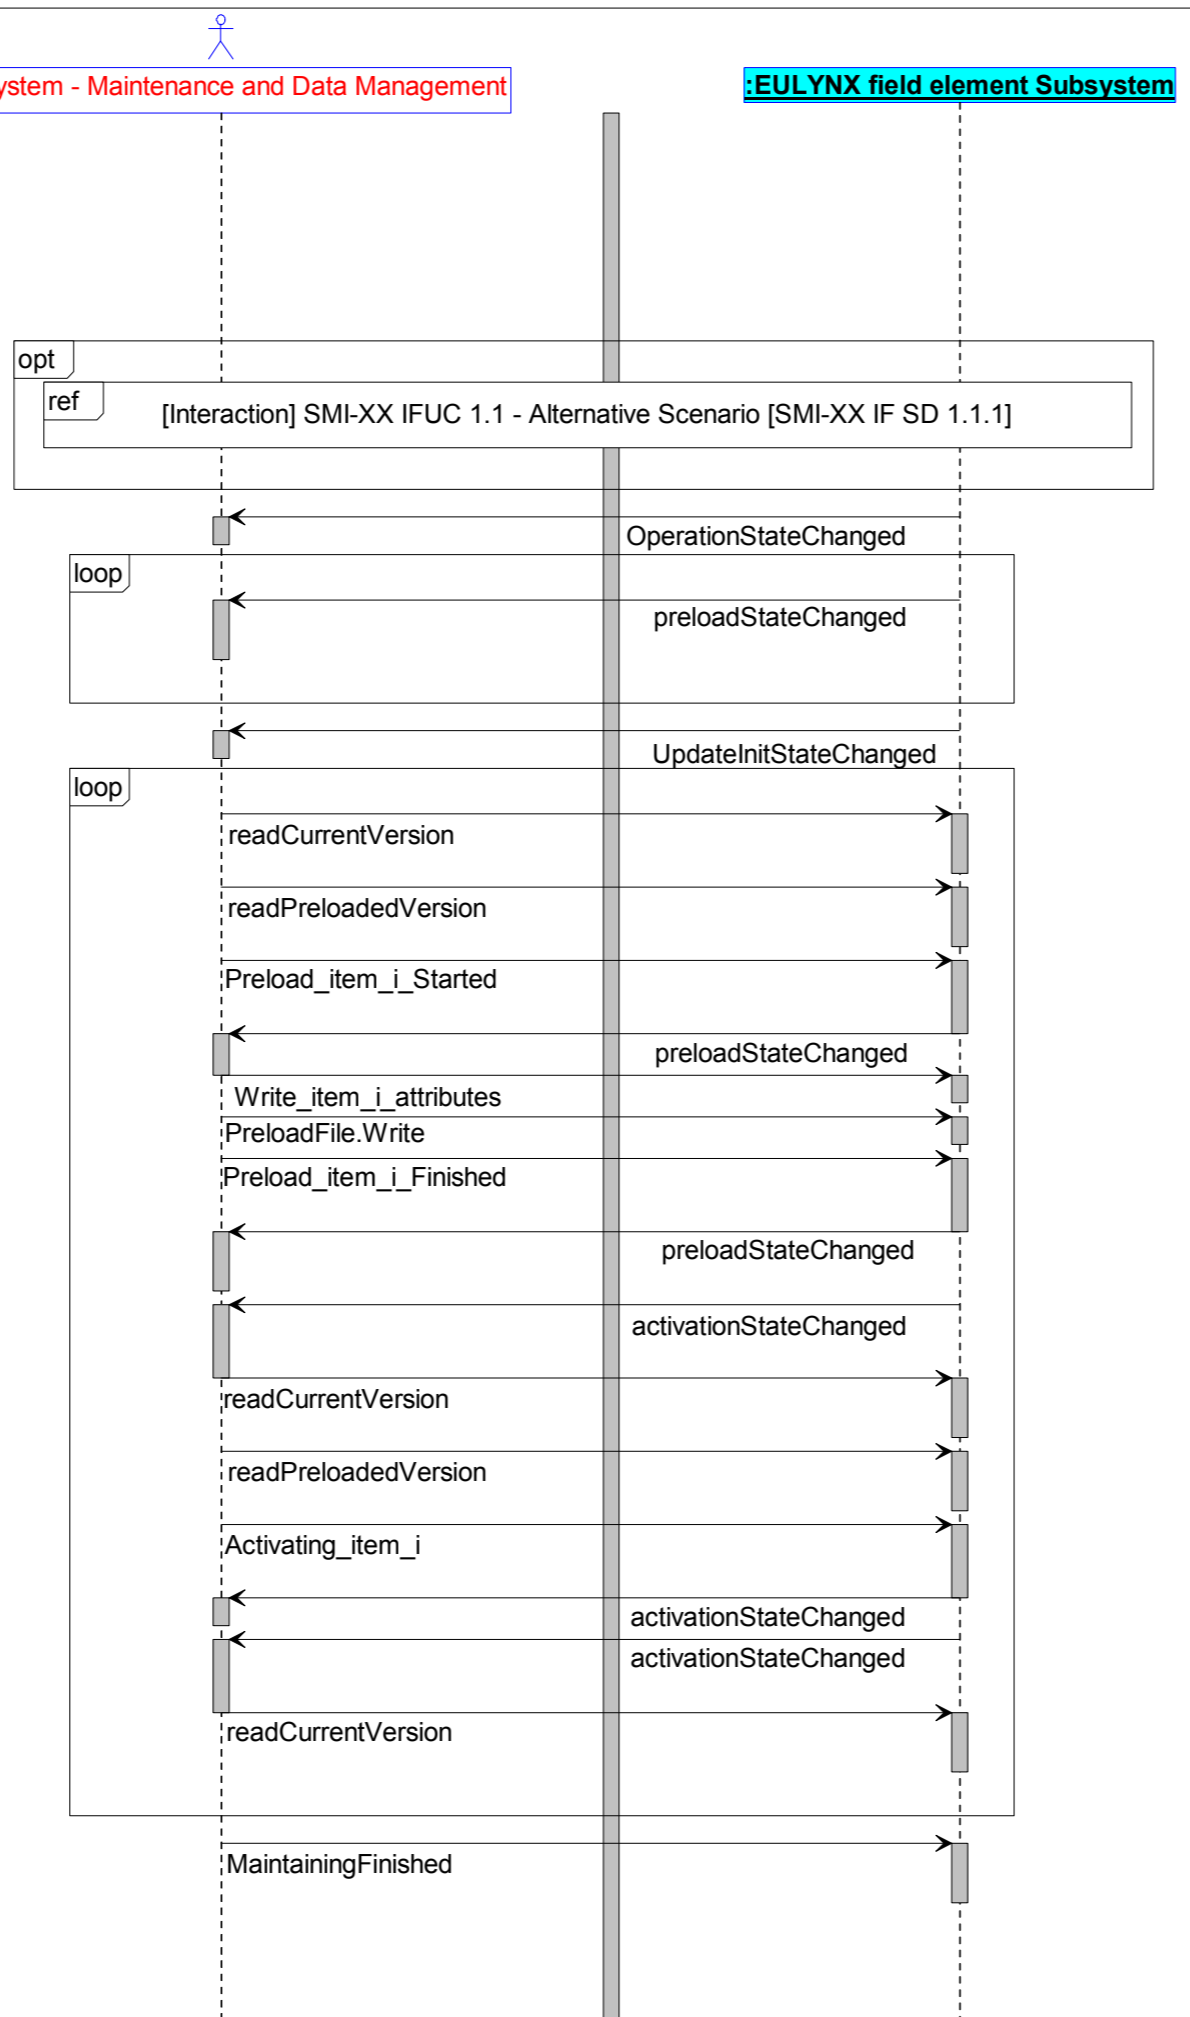 ystem - Maintenance and Data Management
:EULYNX field element Subsystem
opt
ref
[Interaction] SMI-XX IFUC 1.1 - Alternative Scenario [SMI-XX IF SD 1.1.1]
OperationStateChanged
loop
preloadStateChanged
UpdateInitStateChanged
loop
readCurrentVersion
readPreloadedVersion
Preload_item_i_Started
preloadStateChanged
Write_item_i_attributes
PreloadFile.Write
Preload_item_i_Finished
preloadStateChanged
activationStateChanged
readCurrentVersion
readPreloadedVersion
Activating_item_i
activationStateChanged
activationStateChanged
readCurrentVersion
MaintainingFinished